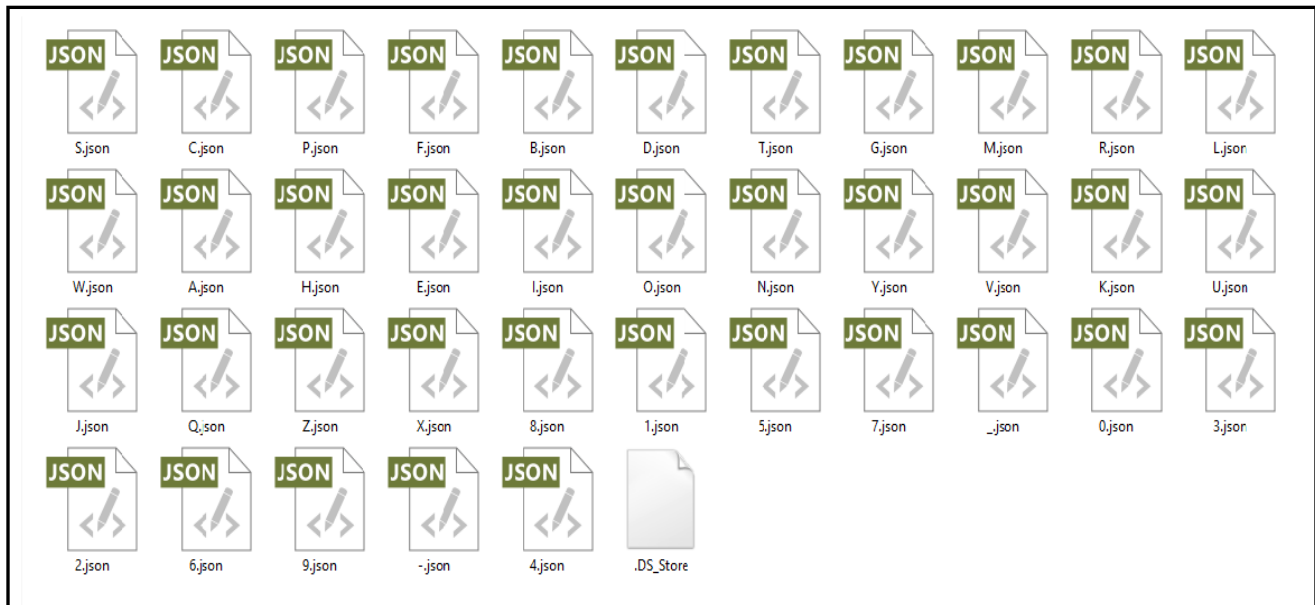 JSON JSON JSON JSON JSON JSON JSON JSON JSON JSON JSON
S.json C.json P.json F.json B.json D.json T.json G.json M.json R.json L.json
JSON JSON JSON JSON JSON JSON JSON JSON JSON JSON JSON
W.json A.json H.json E.json I.json O.json N.json Y.json V.json K.json U.json
JSON JSON JSON JSON JSON JSON JSON JSON JSON JSON JSON
J.json Q.json Z.json X.json 8.json 1.json 5.json 7.json _.json 0.json 3.json
JSON JSON JSON JSON JSON
2.json 6.json 9.json -.json 4.json .DS_Store